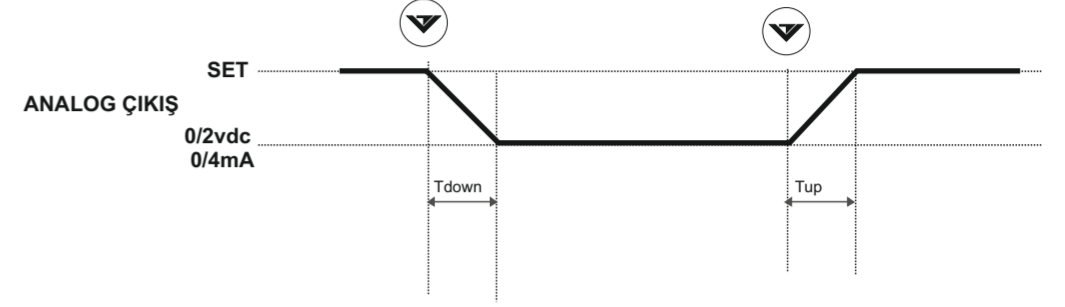 SET
ANALOG ÇIKIŞ
0/2vdc
0/4mA
Tdown
Tup